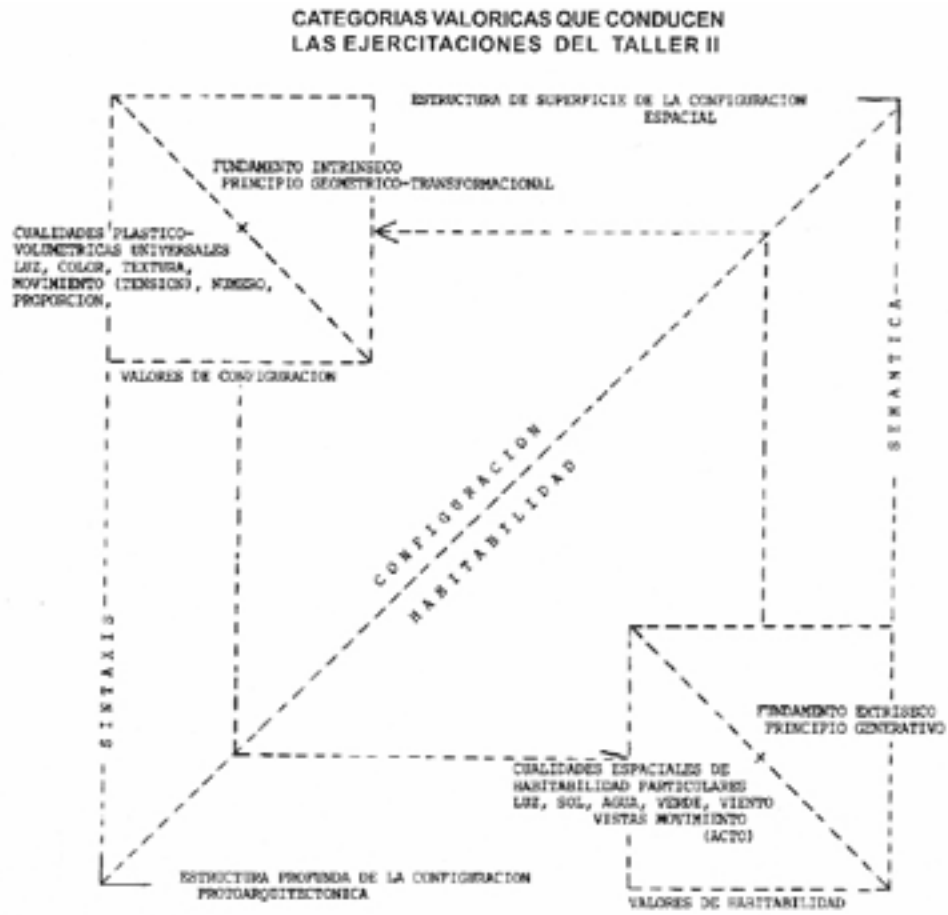 CATEGORIAS VALORICAS QUE CONDUCEN
LAS EJERCITACIONES DEL TALLER II
ESTRUCTURA DE SUPERFICIE DE LA CONFIGURACION
ESPACIAL
FUNDAMENTO INTRINSECO
PRINCIPIO GEOMETRICO-TRANSFORMACIONAL
CUALIDADES PLASTICO-
VOLUMETRICAS UNIVERSALES
LUZ, COLOR, TEXTURA,
MOVIMIENTO (TENSION), NUMERO,
PROPORCION,
VALORES DE CONFIGURACION
SEMANTICA
CONFIGURACION
HABITABILIDAD
SINTAXIS
FUNDAMENTO EXTRISECO
PRINCIPIO GENERATIVO
CUALIDADES ESPACIALES DE
HABITABILIDAD PARTICULARES
LUZ, SOL, AGUA, VERDE, VIENTO
VISTAS MOVIMIENTO
(ACTO)
ESTRUCTURA PROFUNDA DE LA CONFIGURACION
PROTOARQUITECTONICA
VALORES DE HABITABILIDAD